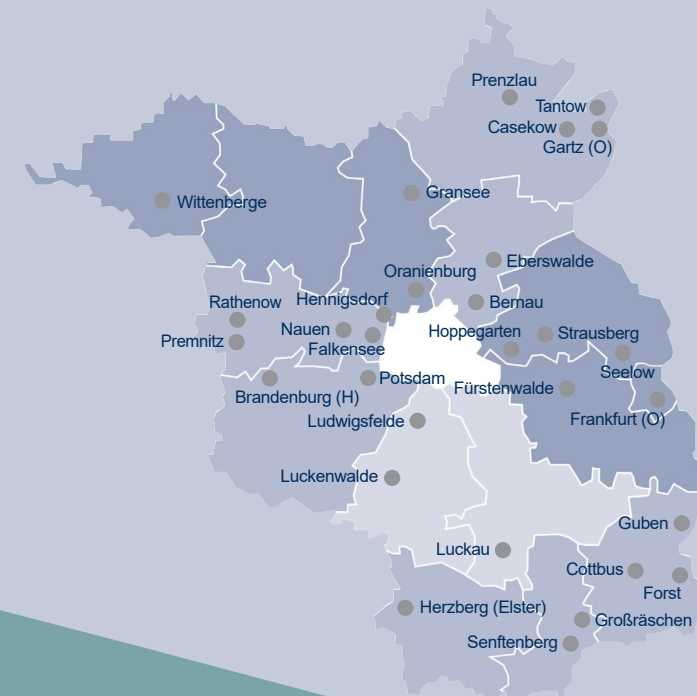 Prenzlau
Tantow
Casekow
Gartz (O)
Gransee
Wittenberge
Eberswalde
Oranienburg
Rathenow
Hennigsdorf
Bernau
Nauen
Hoppegarten
Strausberg
Premnitz
Falkensee
Seelow
Potsdam
Fürstenwalde
Brandenburg (H)
Frankfurt (O)
Ludwigsfelde
Luckenwalde
Guben
Luckau
Cottbus
Forst
Herzberg (Elster)
Großräschen
Senftenberg